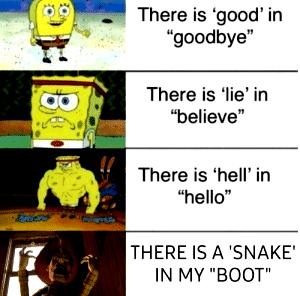 There is 'good' in
"goodbye"
There is 'lie' in
"believe"
There is 'hell' in
"hello"
THERE IS A 'SNAKE'
IN MY "BOOT"